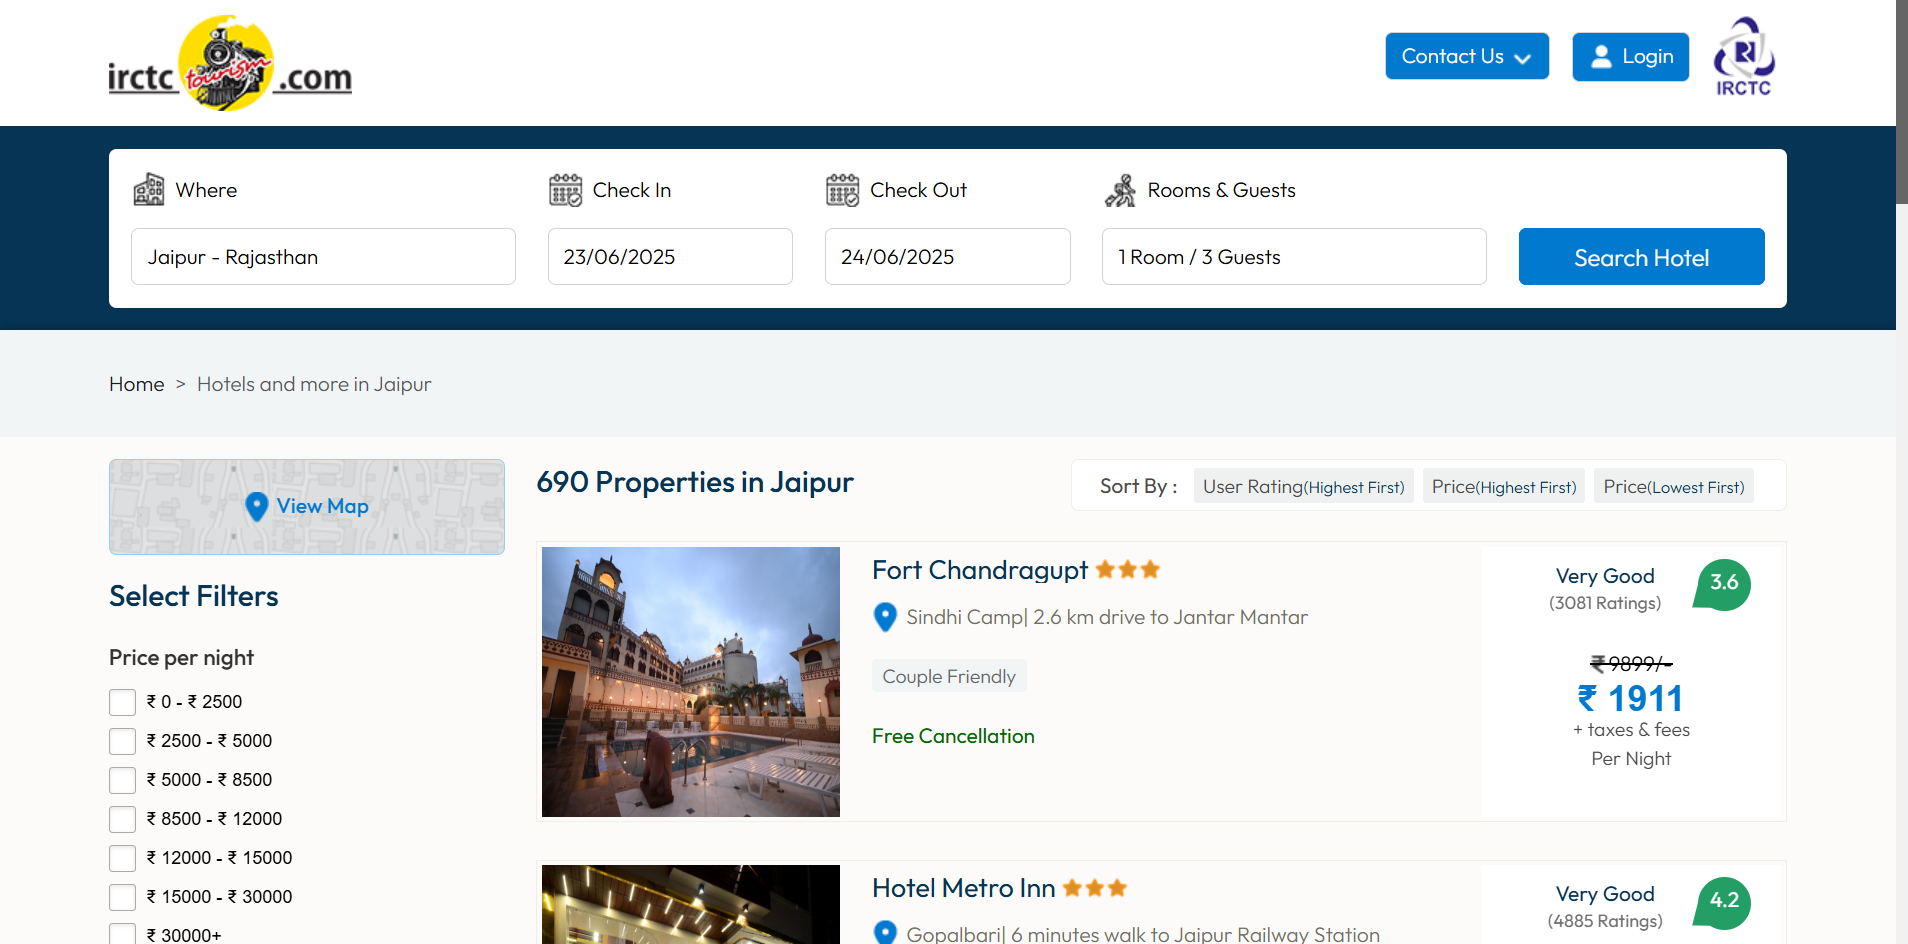 irctc tourism .com
Contact Us
Login
IRCTC
Where
Check In
Check Out
Rooms & Guests
Jaipur - Rajasthan
23/06/2025
24/06/2025
1 Room / 3 Guests
Search Hotel
Home > Hotels and more in Jaipur
View Map
690 Properties in Jaipur
Sort By :
User Rating(Highest First)
Price(Highest First)
Price(Lowest First)
Select Filters
Price per night
₹ 0 - ₹ 2500
₹ 2500 - ₹ 5000
₹ 5000 - ₹ 8500
₹ 8500 - ₹ 12000
₹ 12000 - ₹ 15000
₹ 15000 - ₹ 30000
₹ 30000+
Fort Chandragupt
Sindhi Camp| 2.6 km drive to Jantar Mantar
Couple Friendly
Free Cancellation
Very Good
(3081 Ratings)
3.6
₹ 9899/-
₹ 1911
+ taxes & fees
Per Night
Hotel Metro Inn
Gopalbari| 6 minutes walk to Jaipur Railway Station
Very Good
(4885 Ratings)
4.2